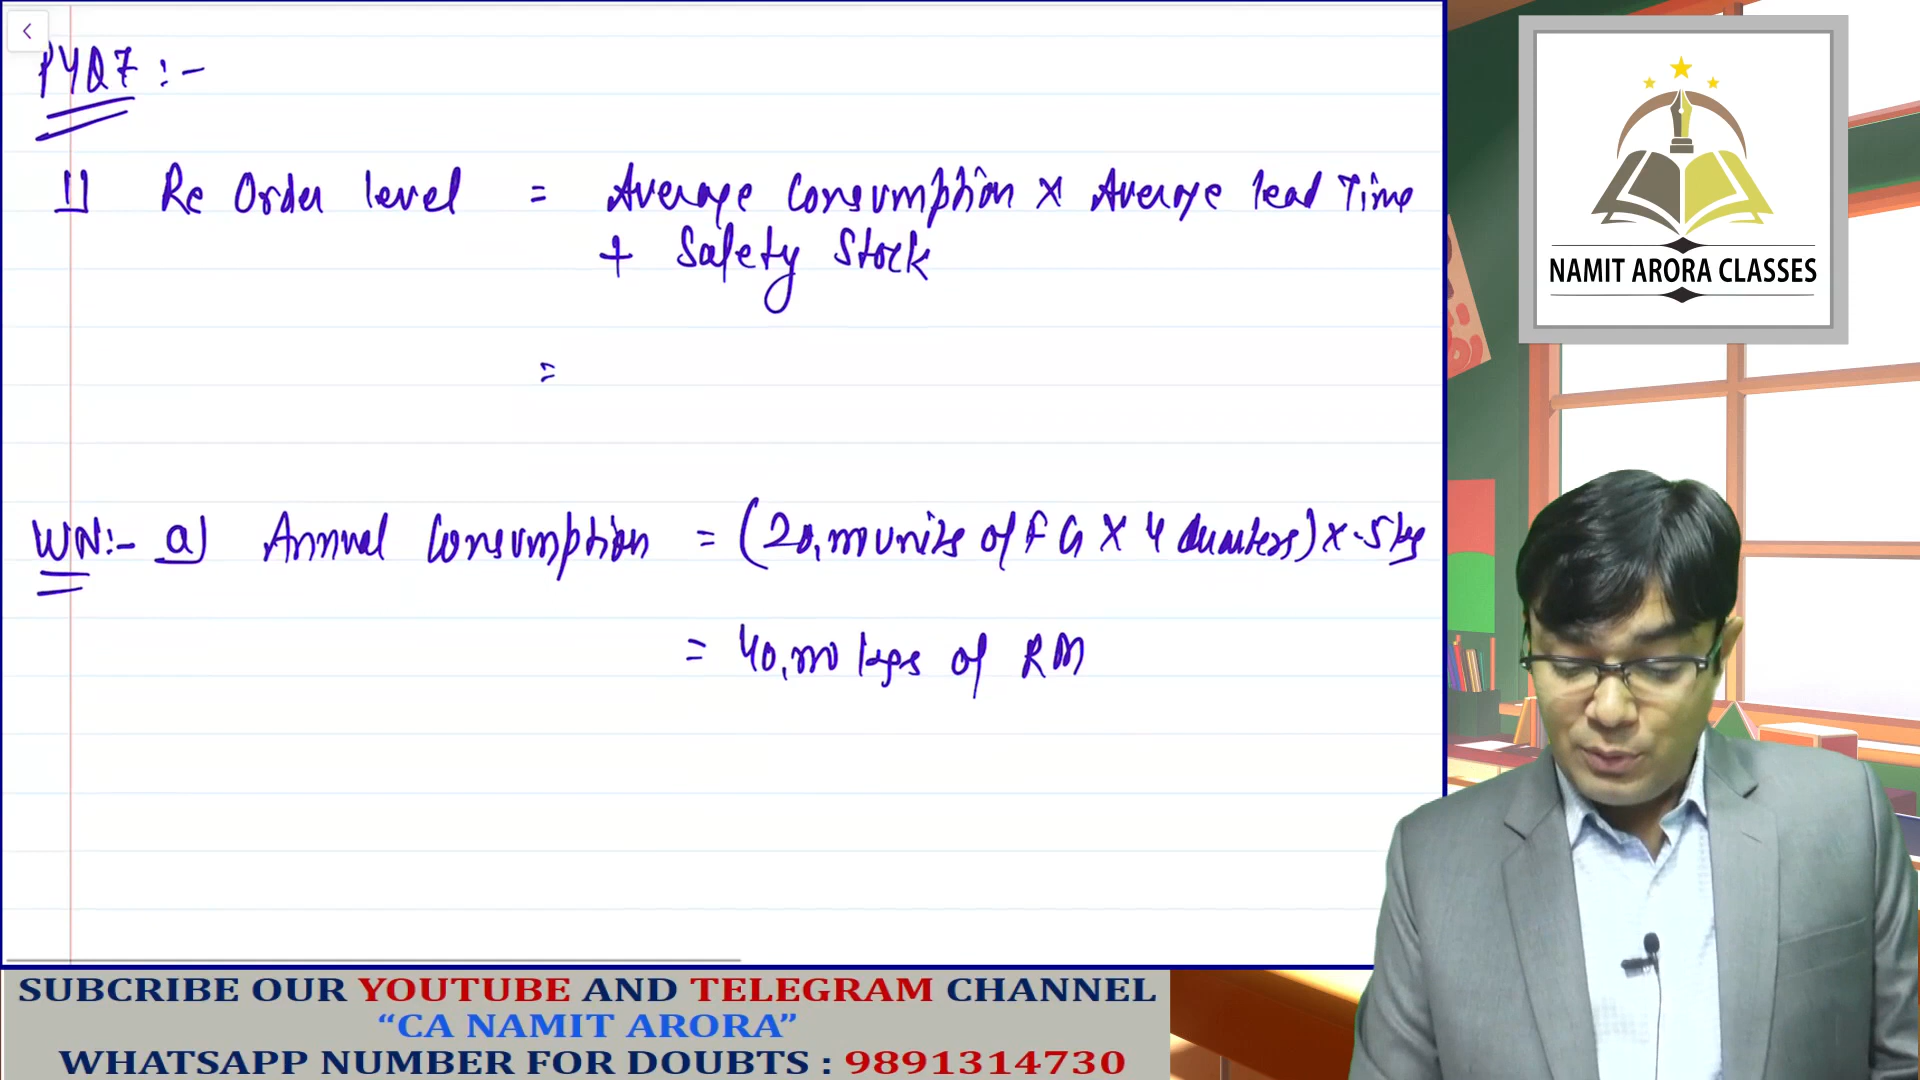 PYQ7 :-
1] Re Order level = Average Consumption × Average lead Time
+ Safety Stock
=
WN:- a) Annual Consumption = (20,000 units of FG × 4 Quarters) × .5 kg
= 40,000 kgs of RM
NAMIT ARORA CLASSES
SUBCRIBE OUR YOUTUBE AND TELEGRAM CHANNEL
“CA NAMIT ARORA”
WHATSAPP NUMBER FOR DOUBTS : 9891314730